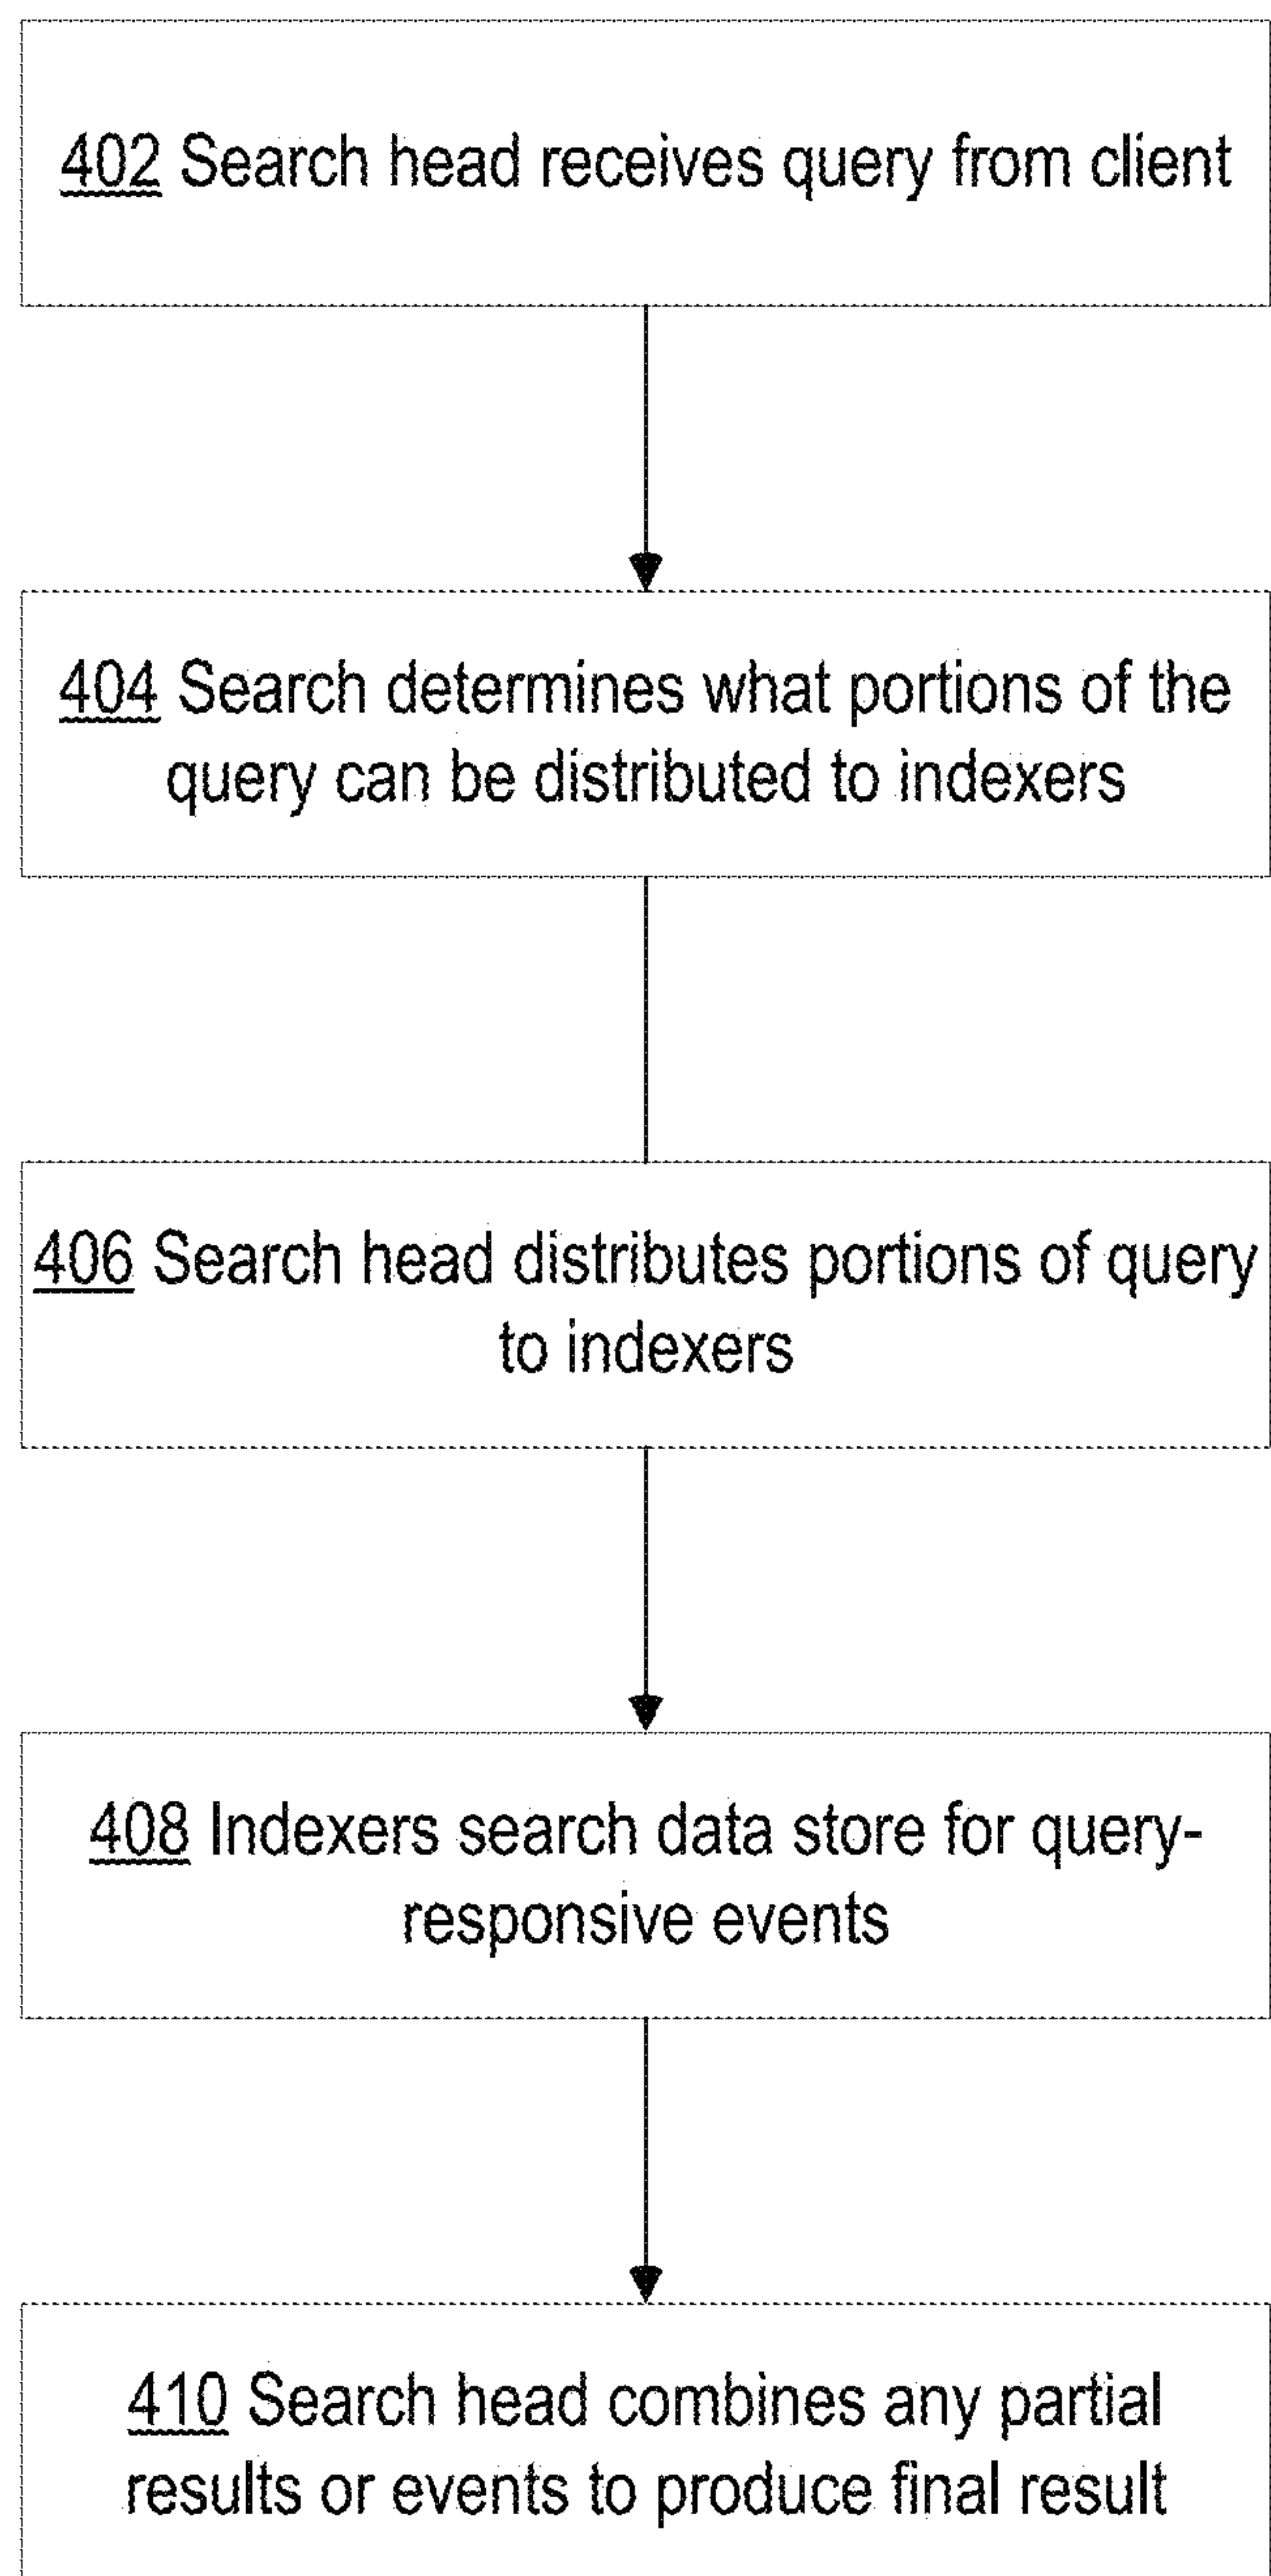 402 Search head receives query from client
404 Search determines what portions of the
query can be distributed to indexers
406 Search head distributes portions of query
to indexers
408 Indexers search data store for query-
responsive events
410 Search head combines any partial
results or events to produce final result